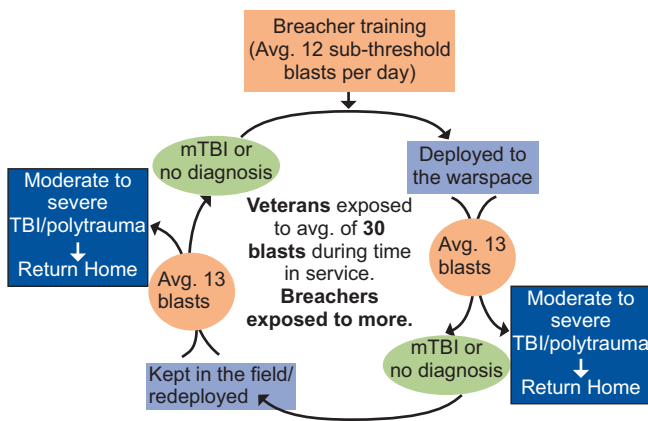 Breacher training
(Avg. 12 sub-threshold
blasts per day)
mTBI or
no diagnosis
Deployed to
the warspace
Moderate to
severe
TBI/polytrauma
Return Home
Veterans exposed
to avg. of 30
blasts during time
in service.
Breachers
exposed to more.
Avg. 13
blasts
Avg. 13
blasts
Moderate to
severe
TBI/polytrauma
Return Home
mTBI or
no diagnosis
Kept in the field/
redeployed